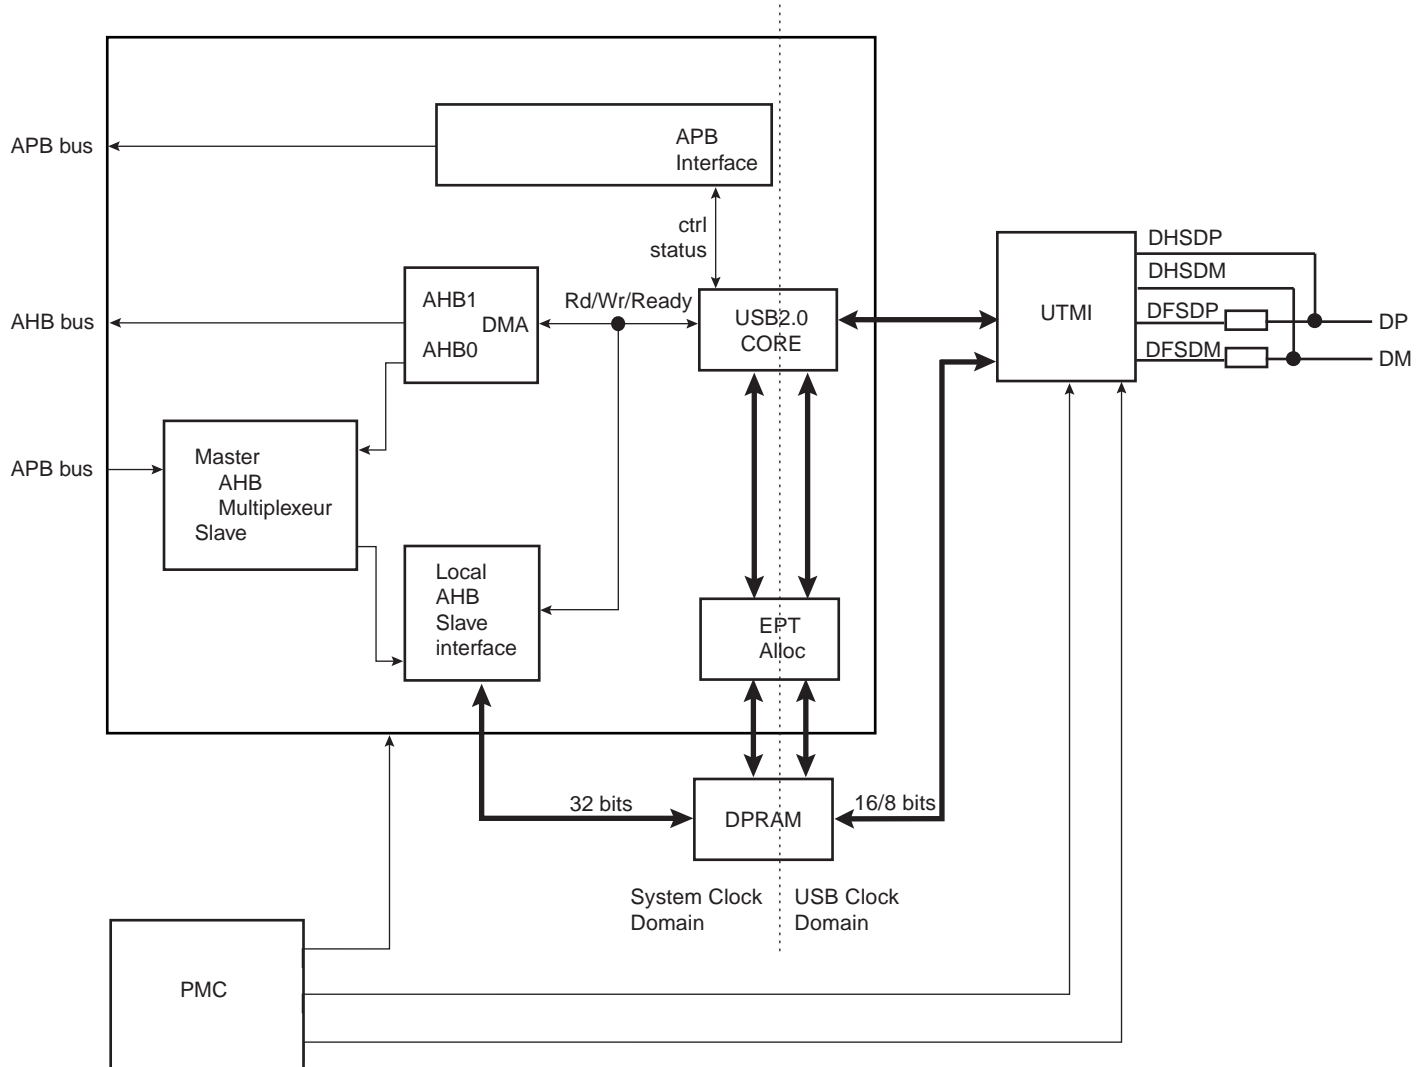 APB bus
APB
Interface
ctrl
status
AHB bus
AHB1
DMA
AHB0
Rd/Wr/Ready
USB2.0
CORE
UTMI
DHSDP
DHSDM
DFSDP
DFSDM
DP
DM
APB bus
Master
AHB
Multiplexeur
Slave
Local
AHB
Slave
interface
EPT
Alloc
32 bits
DPRAM
16/8 bits
System Clock
Domain
USB Clock
Domain
PMC